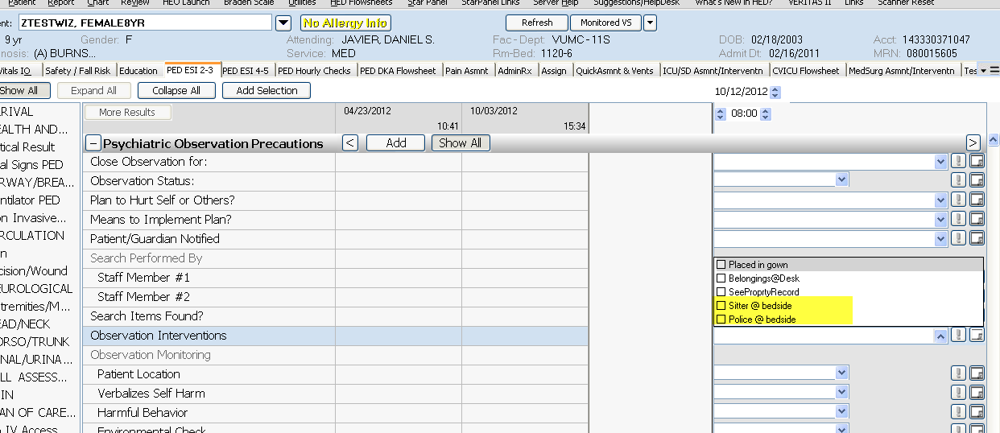 Patient Report Chart Review HEO Launch Braden Scale Utilities HED Flowsheets Star Panel StarPanel Links Server Help Suggestions/HelpDesk What's New in HED? VERITAS II Links Scanner Reset
ent: ZTESTWIZ, FEMALE8YR No Allergy Info Refresh Monitored VS
9 yr Gender: F Attending: JAVIER, DANIEL S. Fac-Dept: VUMC-11S DOB: 02/18/2003 Acct: 143330371047
nosis: (A) BURNS... Service: MED Rm-Bed: 1120-6 Admit Dt: 02/16/2011 MRN: 080015605
Vitals IO Safety / Fall Risk Education PED ESI 2-3 PED ESI 4-5 PED Hourly Checks PED DKA Flowsheet Pain Asmnt AdminRx Assign QuickAsmnt & Vents ICU/SD Asmnt/Interventn CVICU Flowsheet MedSurg Asmnt/Interventn Tes
Show All Expand All Collapse All Add Selection 10/12/2012
RIVAL More Results 04/23/2012 10/03/2012 08:00
10:41 15:34
EALTH AND...
tical Result − Psychiatric Observation Precautions < Add Show All >
al Signs PED Close Observation for:
RWAY/BREA... Observation Status:
ntilator PED Plan to Hurt Self or Others?
on Invasive... Means to Implement Plan?
RCULATION Patient/Guardian Notified
n Search Performed By Placed in gown
cision/Wound Staff Member #1 Belongings@Desk
EUROLOGICAL SeeProprtyRecord
tremities/M... Staff Member #2 Sitter @ bedside
EAD/NECK Search Items Found? Police @ bedside
ORSO/TRUNK Observation Interventions
NAL/URINA... Observation Monitoring
LL ASSESS... Patient Location
IN Verbalizes Self Harm
AN OF CARE... Harmful Behavior
IV Access Environmental Check